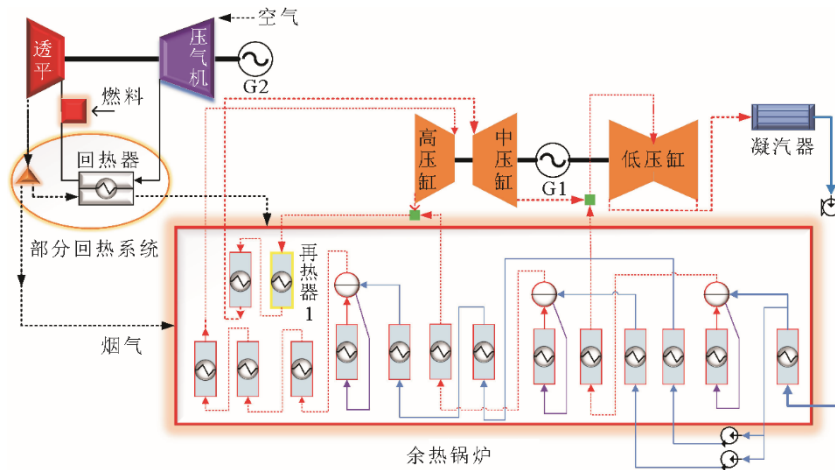 空气
透平
压气机
G2
燃料
回热器
部分回热系统
高压缸
中压缸
G1
低压缸
凝汽器
再热器1
烟气
余热锅炉